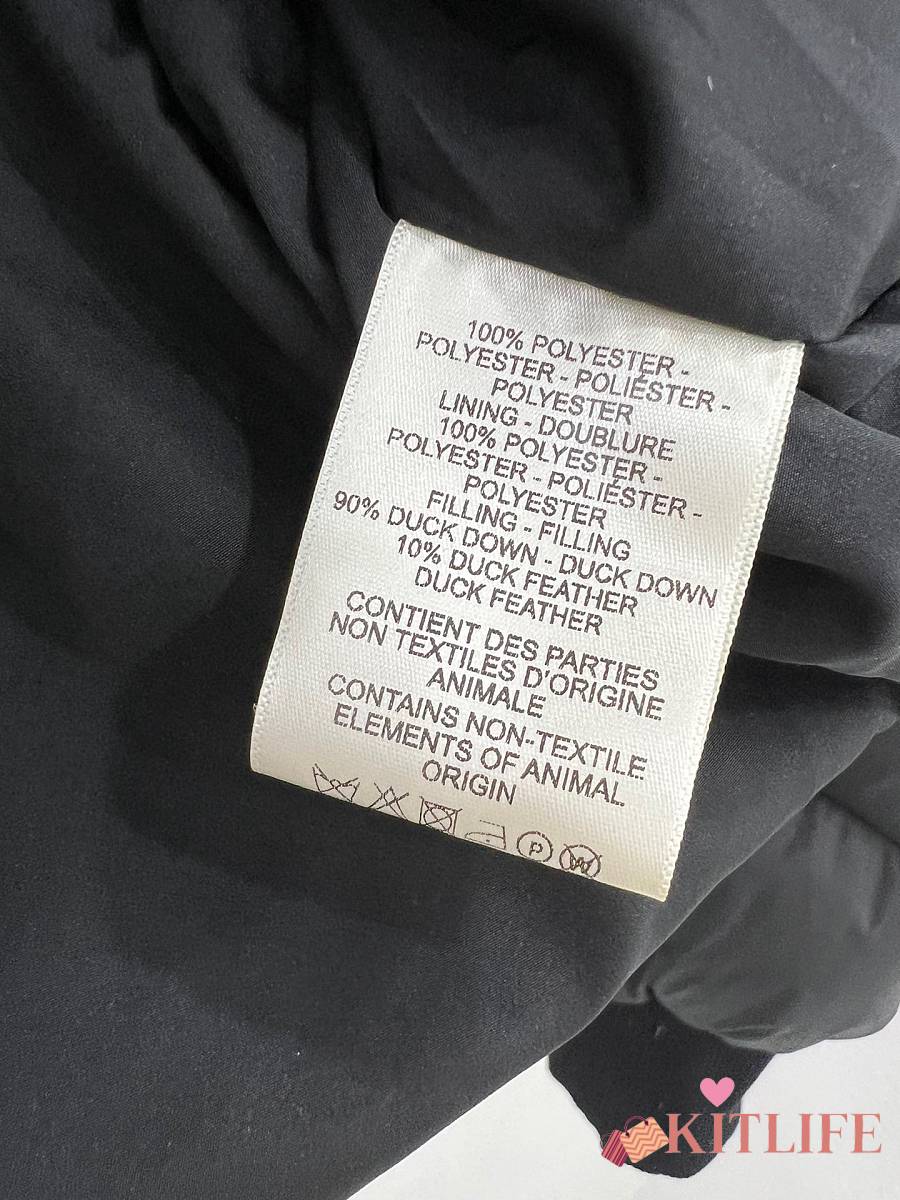 100% POLYESTER -
POLYESTER - POLIÉSTER -
POLYESTER
LINING - DOUBLURE
100% POLYESTER -
POLYESTER - POLIÉSTER -
POLYESTER
FILLING - FILLING
90% DUCK DOWN - DUCK DOWN
10% DUCK FEATHER
DUCK FEATHER
CONTIENT DES PARTIES
NON TEXTILES D'ORIGINE
ANIMALE
CONTAINS NON-TEXTILE
ELEMENTS OF ANIMAL
ORIGIN
P W
KITLIFE